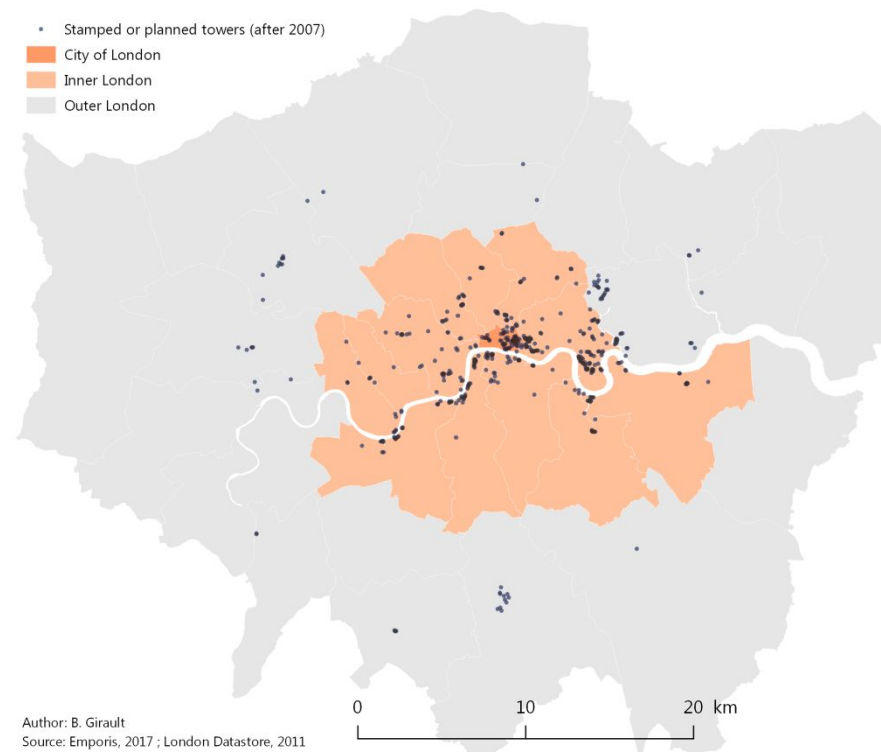 Stamped or planned towers (after 2007)
City of London
Inner London
Outer London
0 10 20 km
Author: B. Girault
Source: Emporis, 2017 ; London Datastore, 2011